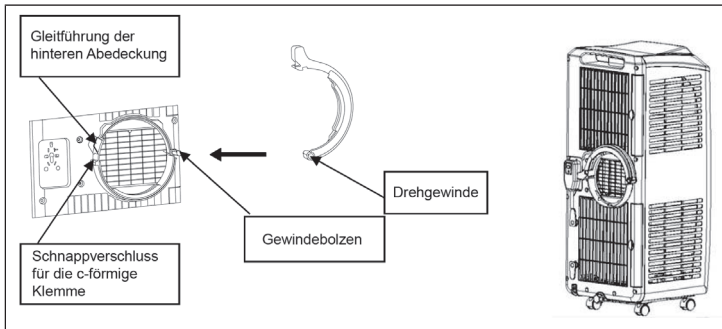 Gleitführung der
hinteren Abedeckung
Drehgewinde
Gewindebolzen
Schnappverschluss
für die c-förmige
Klemme